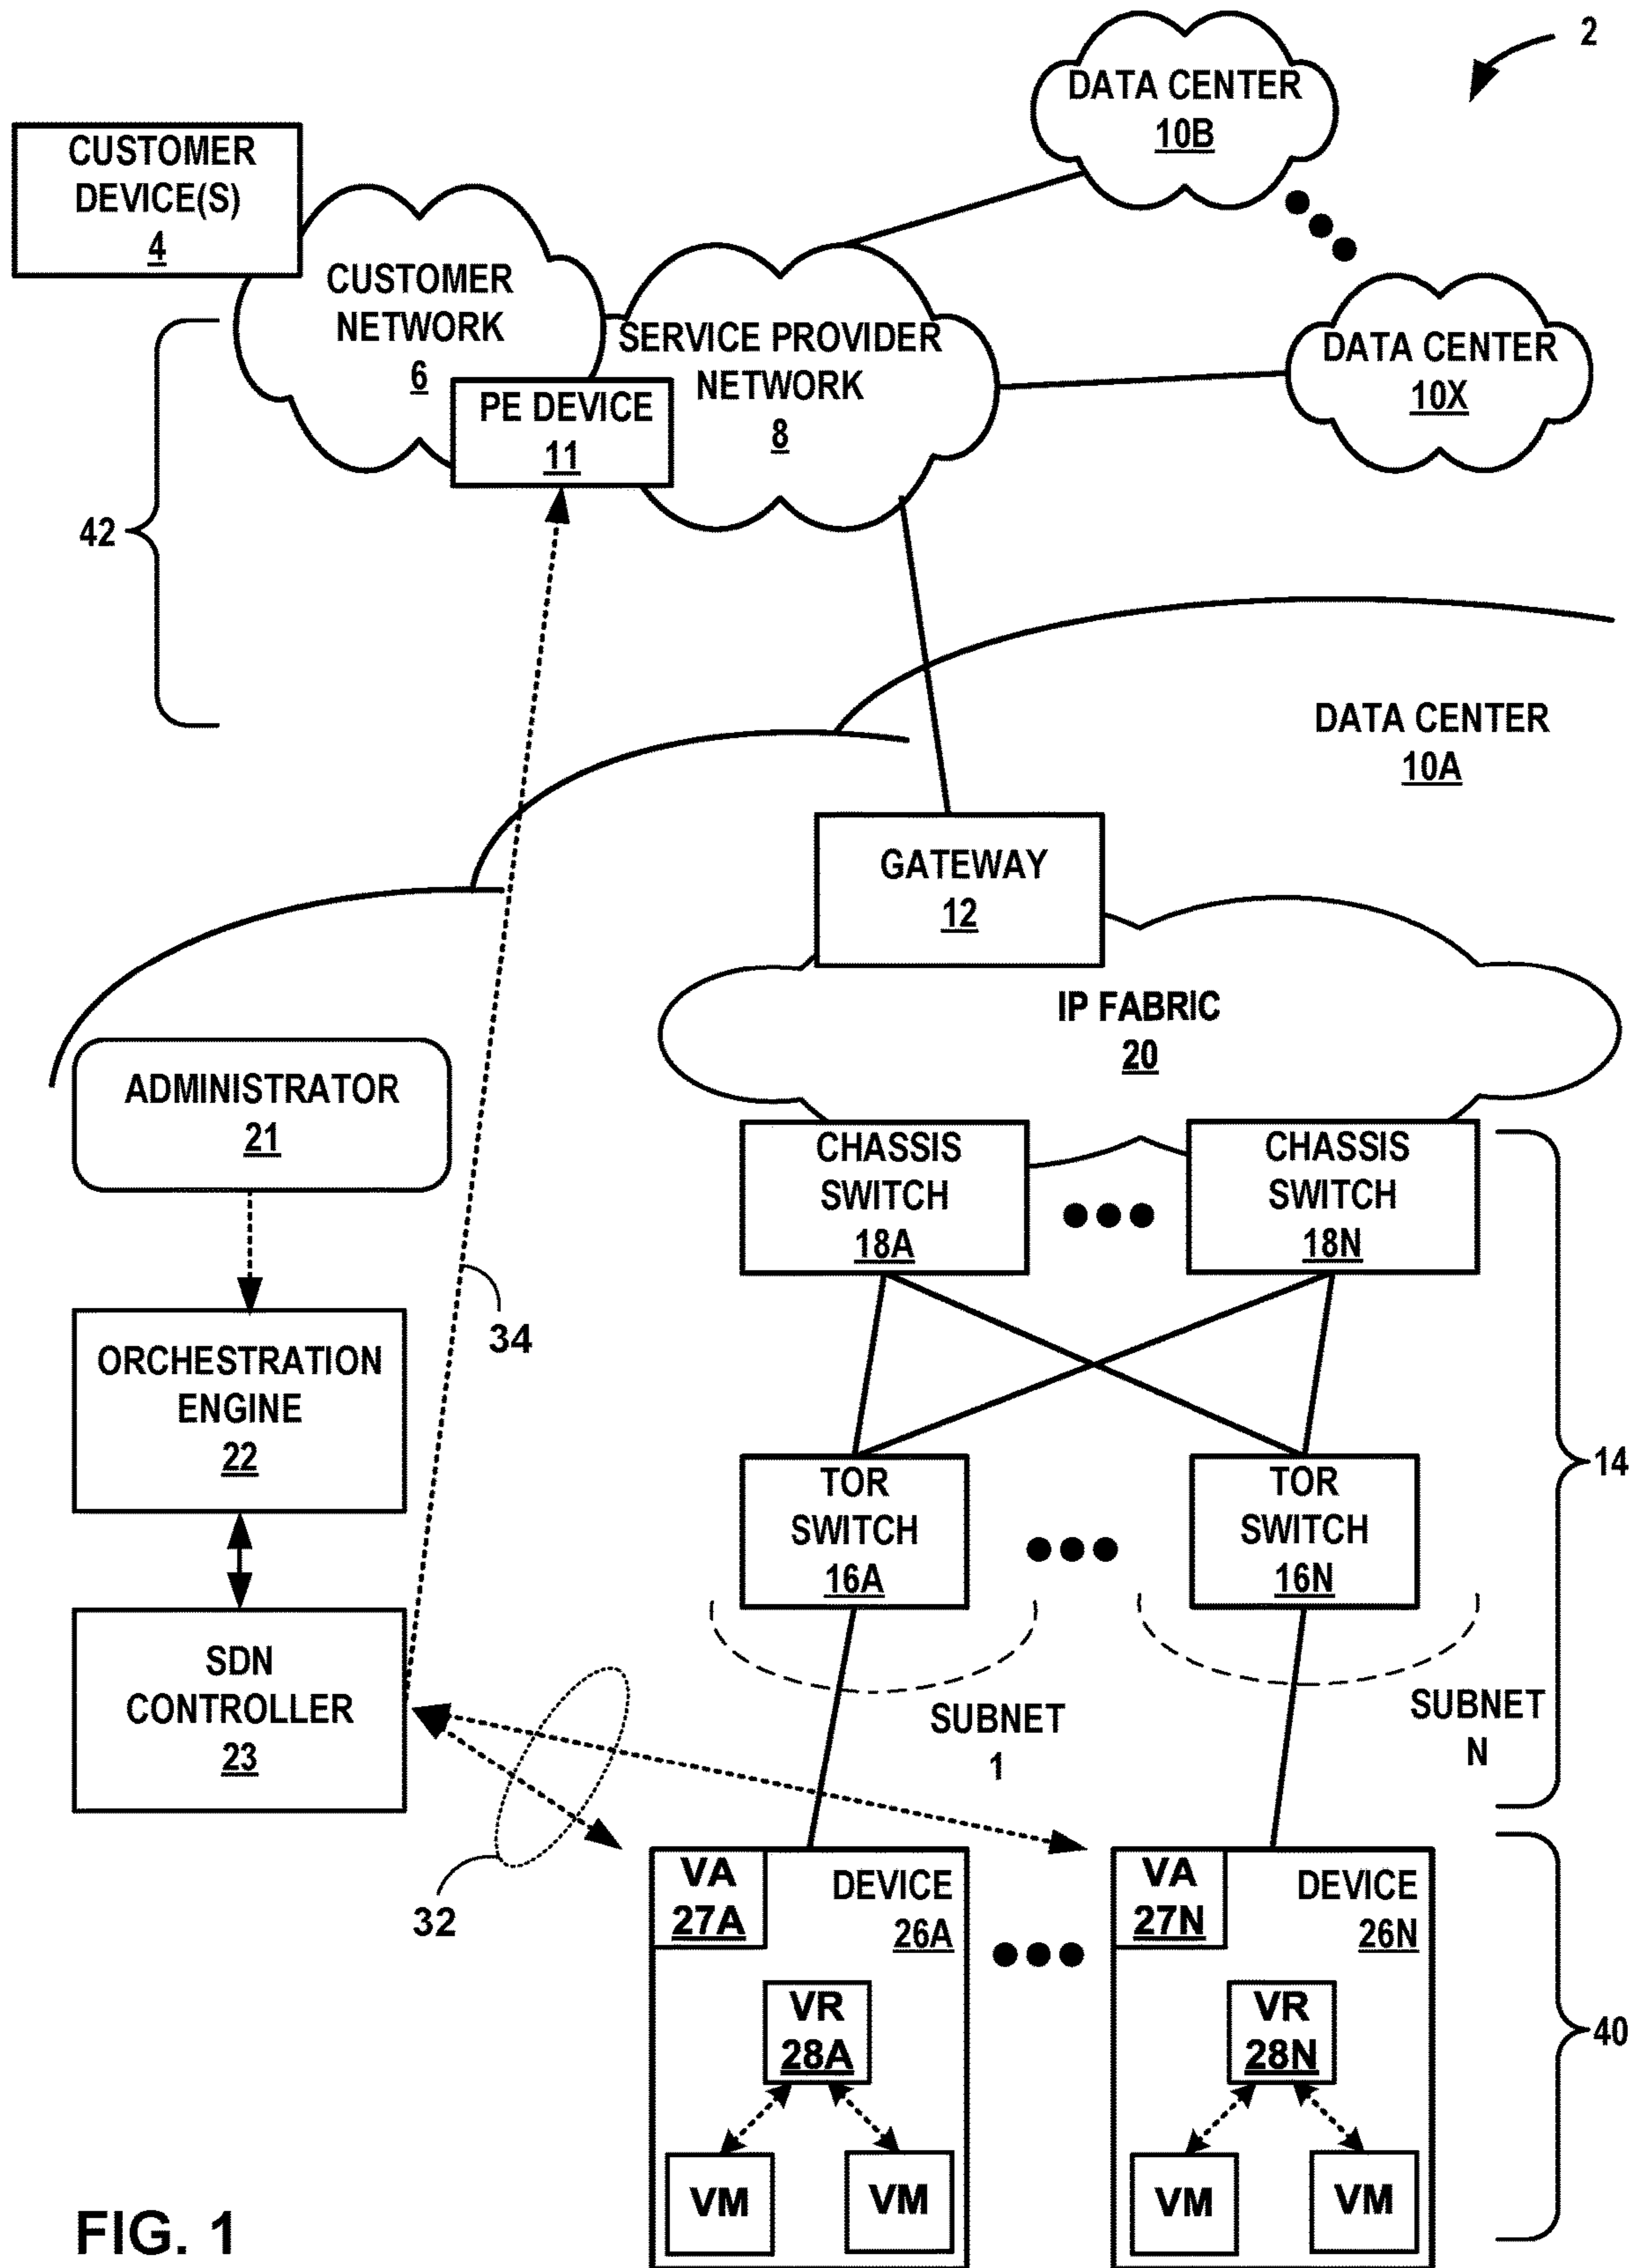 2
DATA CENTER
10B
CUSTOMER
DEVICE(S)
4
CUSTOMER
NETWORK
6
SERVICE PROVIDER
NETWORK
8
DATA CENTER
10X
PE DEVICE
11
42
DATA CENTER
10A
GATEWAY
12
IP FABRIC
20
ADMINISTRATOR
21
CHASSIS
SWITCH
18A
CHASSIS
SWITCH
18N
34
ORCHESTRATION
ENGINE
22
14
TOR
SWITCH
16A
TOR
SWITCH
16N
SDN
CONTROLLER
23
SUBNET
1
SUBNET
N
32
VA
27A
DEVICE
26A
VA
27N
DEVICE
26N
VR
28A
VR
28N
40
VM
VM
VM
VM
FIG. 1